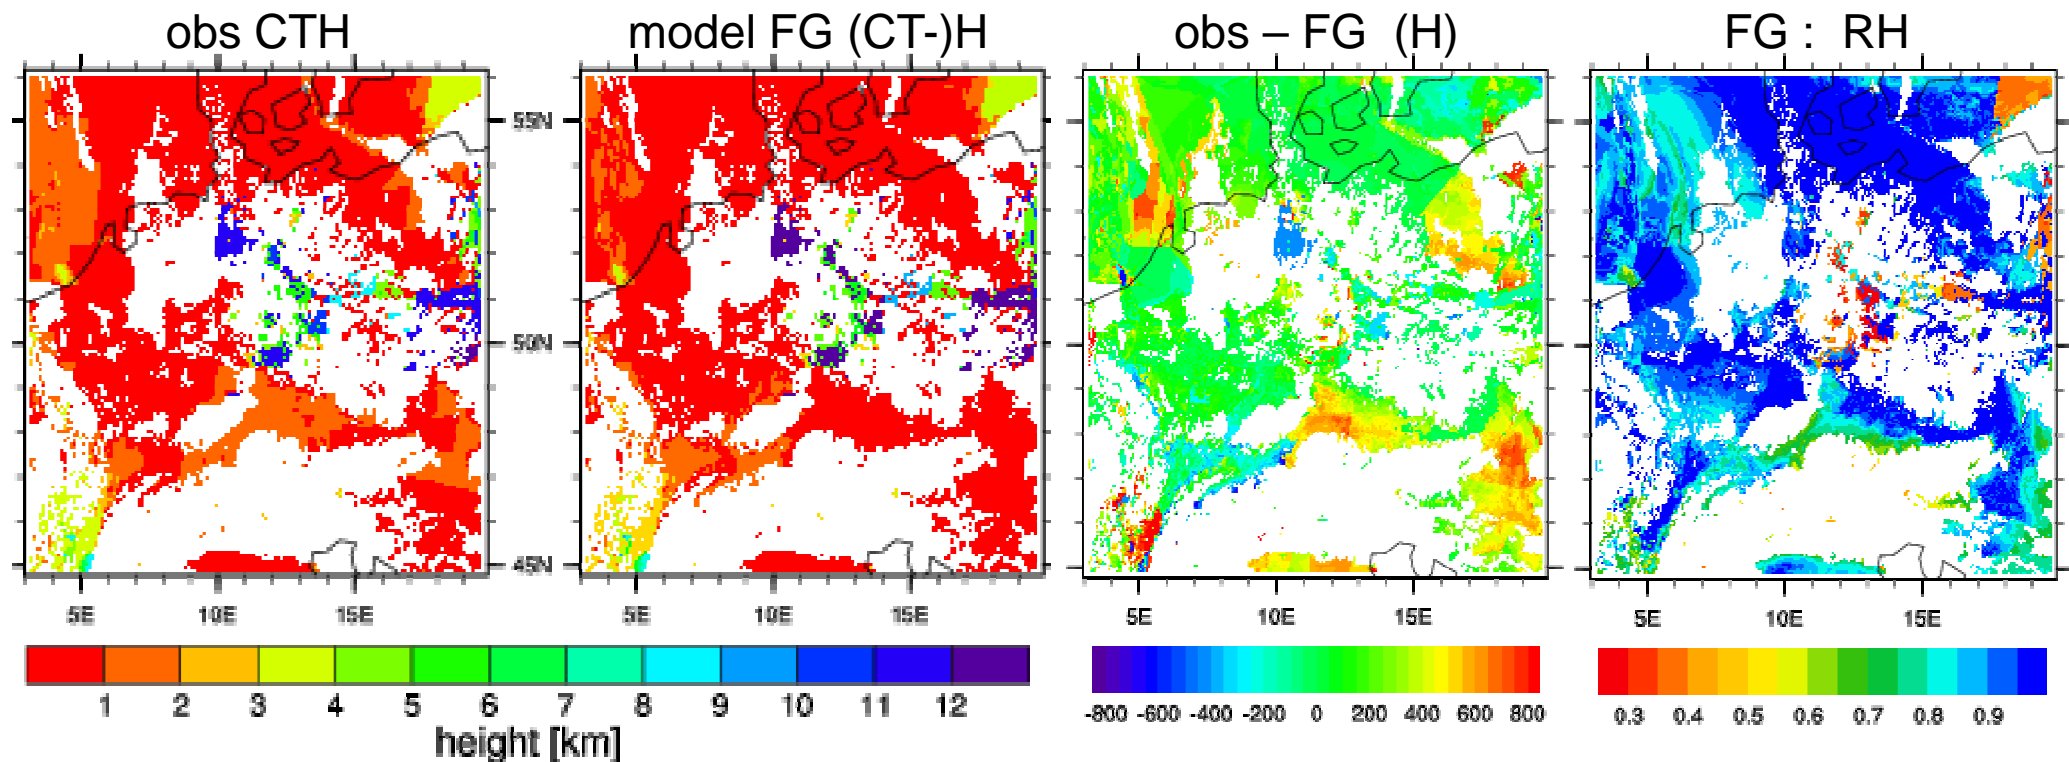 obs CTH
model FG (CT-)H
obs – FG (H)
FG : RH
55N
50N
45N
5E 10E 15E
5E 10E 15E
5E 10E 15E
5E 10E 15E
1 2 3 4 5 6 7 8 9 10 11 12
height [km]
-800 -600 -400 -200 0 200 400 600 800
0.3 0.4 0.5 0.6 0.7 0.8 0.9